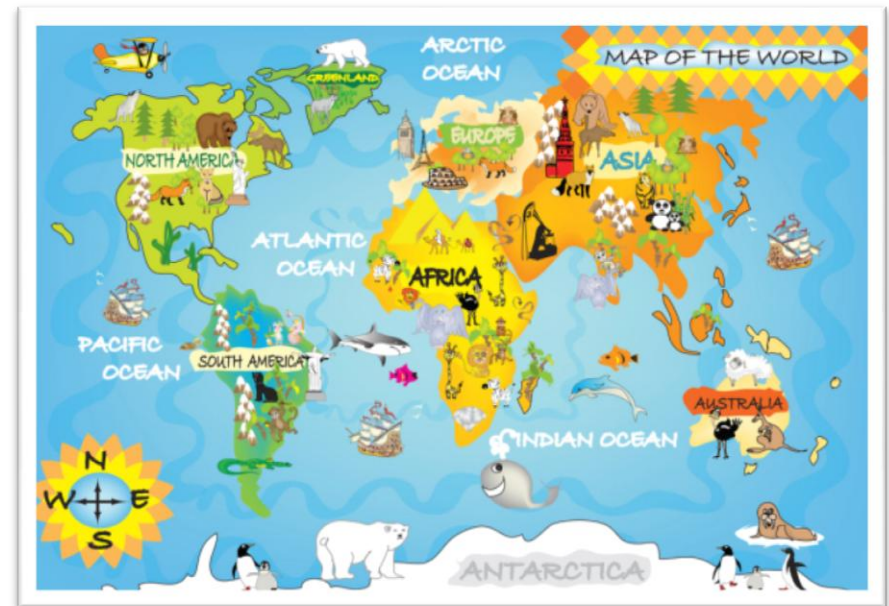 ARCTIC
OCEAN
MAP OF THE WORLD
GREENLAND
NORTH AMERICA
EUROPE
ASIA
ATLANTIC
OCEAN
AFRICA
PACIFIC
OCEAN
SOUTH AMERICA
AUSTRALIA
INDIAN OCEAN
N
W E
S
ANTARCTICA